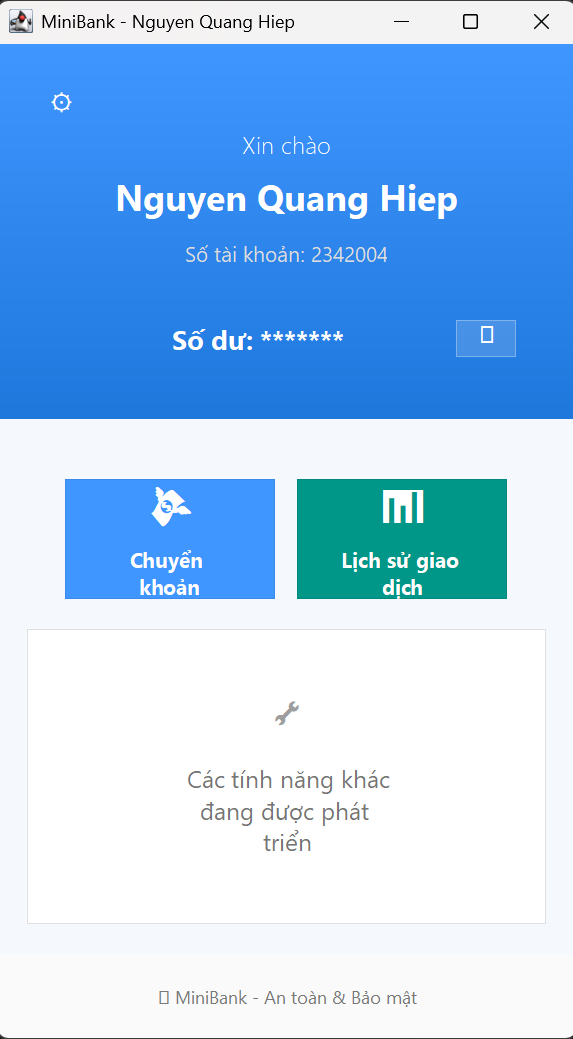 MiniBank - Nguyen Quang Hiep
Xin chào
Nguyen Quang Hiep
Số tài khoản: 2342004
Số dư: *******
Chuyển
khoản
Lịch sử giao
dịch
Các tính năng khác
đang được phát
triển
MiniBank - An toàn & Bảo mật